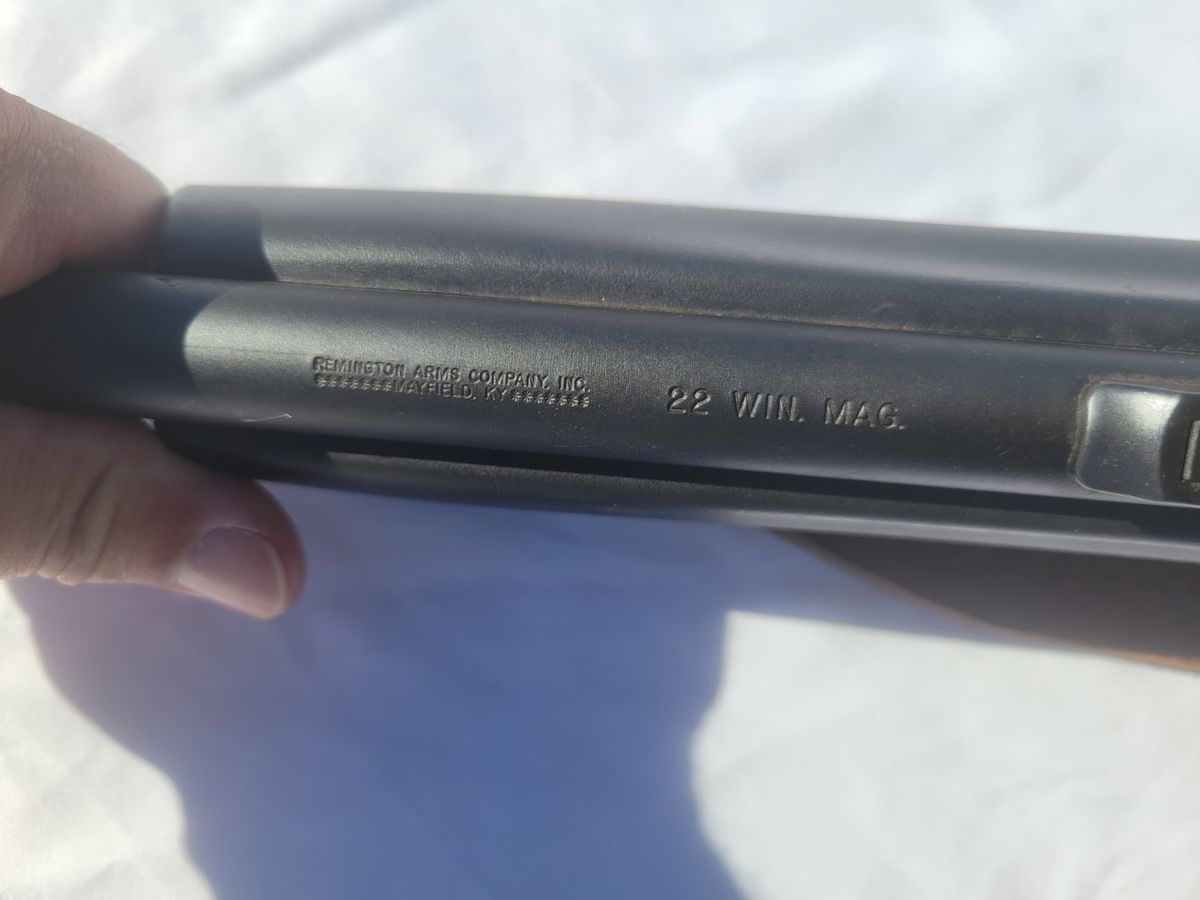 REMINGTON ARMS COMPANY, INC.
MAYFIELD, KY
22 WIN. MAG.